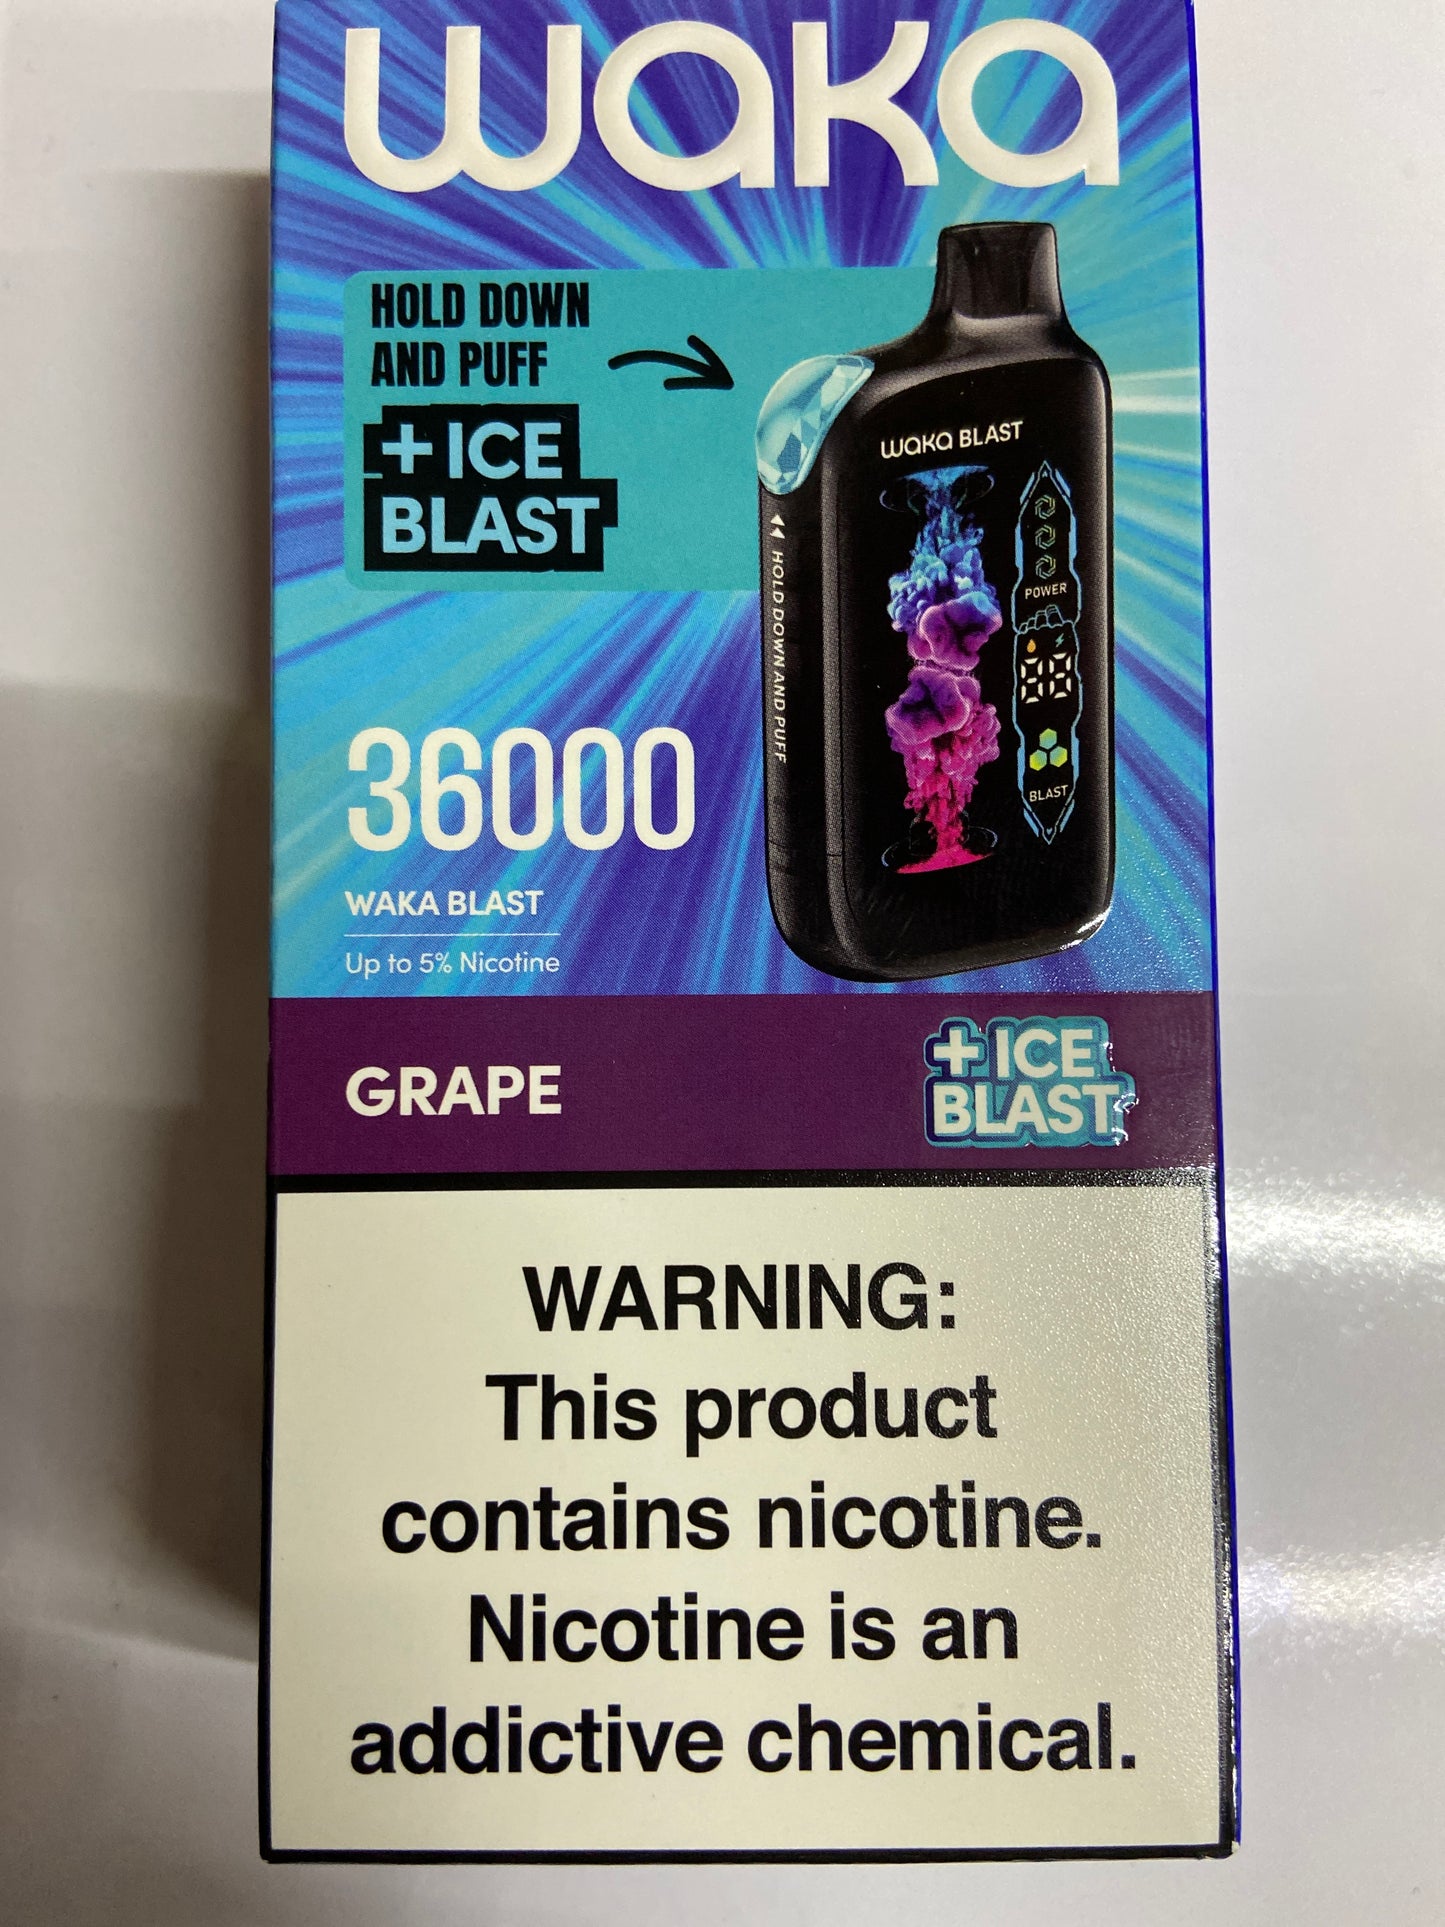 waka
HOLD DOWN
AND PUFF
+ICE
BLAST
waka BLAST
POWER
88
BLAST
HOLD DOWN AND PUFF
36000
WAKA BLAST
Up to 5% Nicotine
GRAPE
+ICE
BLAST
WARNING:
This product
contains nicotine.
Nicotine is an
addictive chemical.